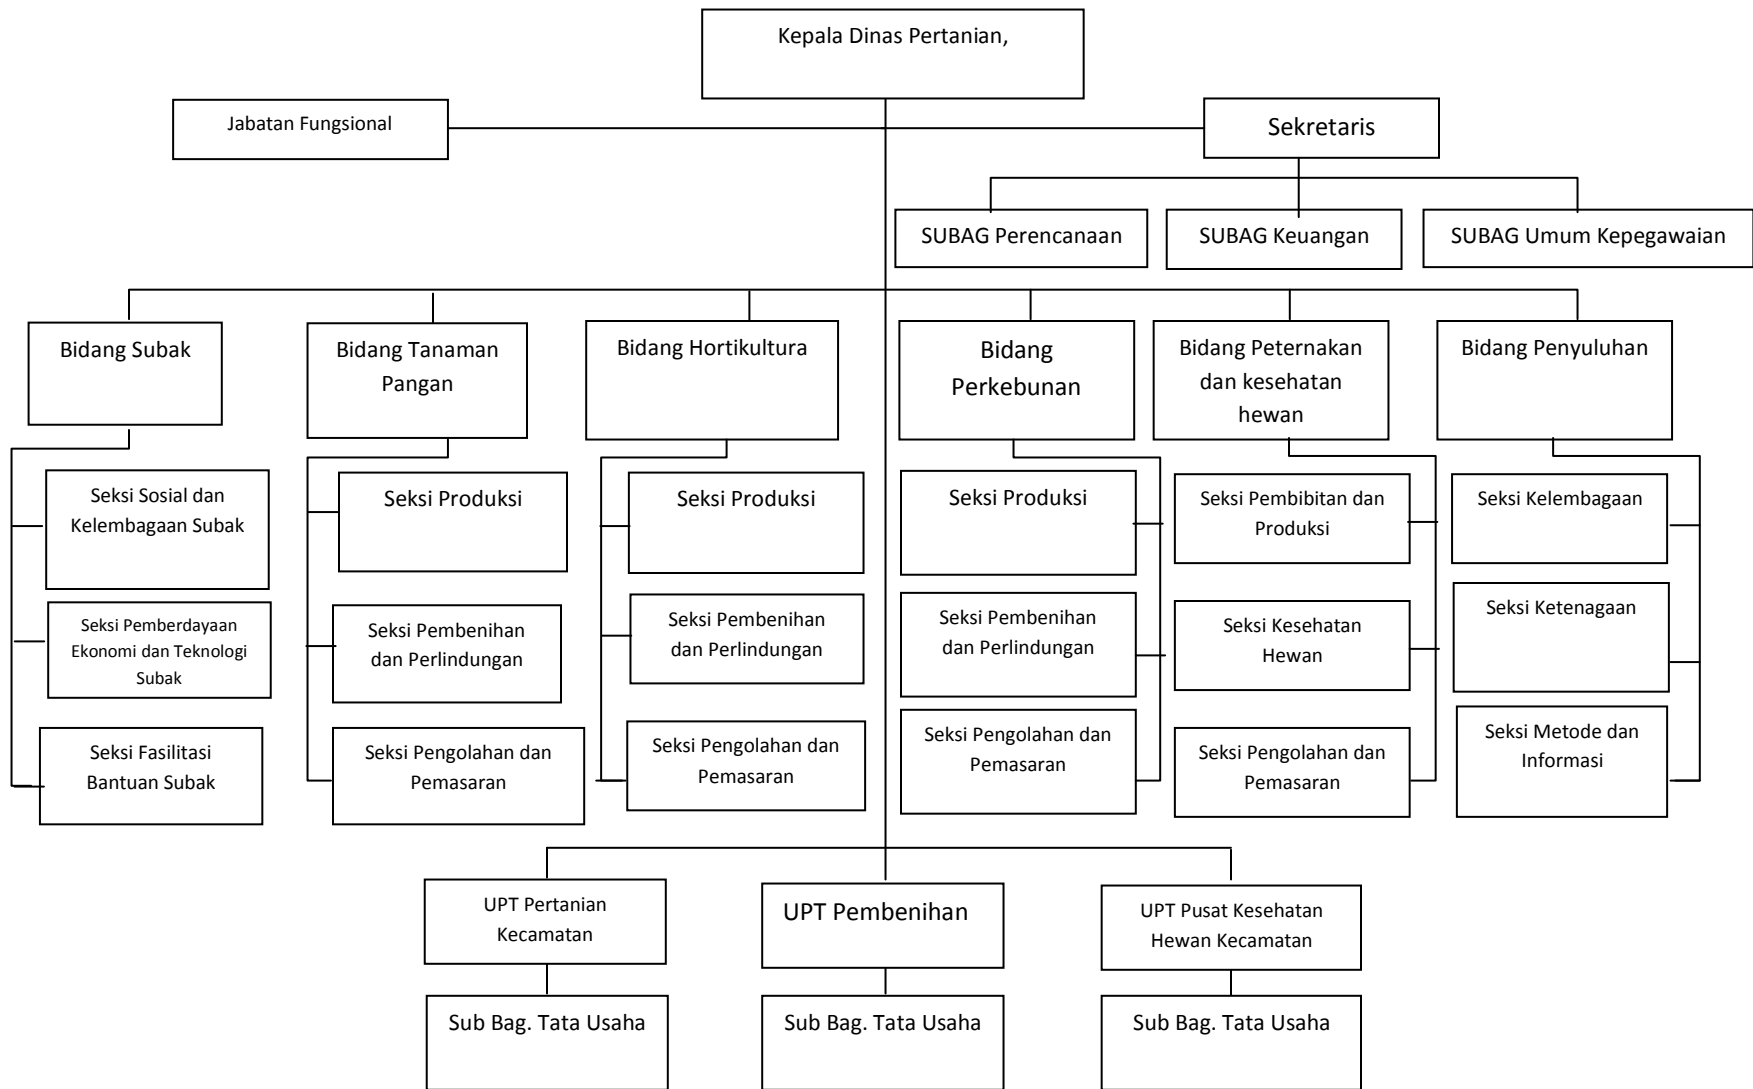 Kepala Dinas Pertanian,
Jabatan Fungsional
Sekretaris
SUBAG Perencanaan
SUBAG Keuangan
SUBAG Umum Kepegawaian
Bidang Subak
Bidang Tanaman
Pangan
Bidang Hortikultura
Bidang
Perkebunan
Bidang Peternakan
dan kesehatan
hewan
Bidang Penyuluhan
Seksi Sosial dan
Kelembagaan Subak
Seksi Produksi
Seksi Produksi
Seksi Produksi
Seksi Pembibitan dan
Produksi
Seksi Kelembagaan
Seksi Pemberdayaan
Ekonomi dan Teknologi
Subak
Seksi Pembenihan
dan Perlindungan
Seksi Pembenihan
dan Perlindungan
Seksi Pembenihan
dan Perlindungan
Seksi Kesehatan
Hewan
Seksi Ketenagaan
Seksi Fasilitasi
Bantuan Subak
Seksi Pengolahan dan
Pemasaran
Seksi Pengolahan dan
Pemasaran
Seksi Pengolahan dan
Pemasaran
Seksi Pengolahan dan
Pemasaran
Seksi Metode dan
Informasi
UPT Pertanian
Kecamatan
UPT Pembenihan
UPT Pusat Kesehatan
Hewan Kecamatan
Sub Bag. Tata Usaha
Sub Bag. Tata Usaha
Sub Bag. Tata Usaha